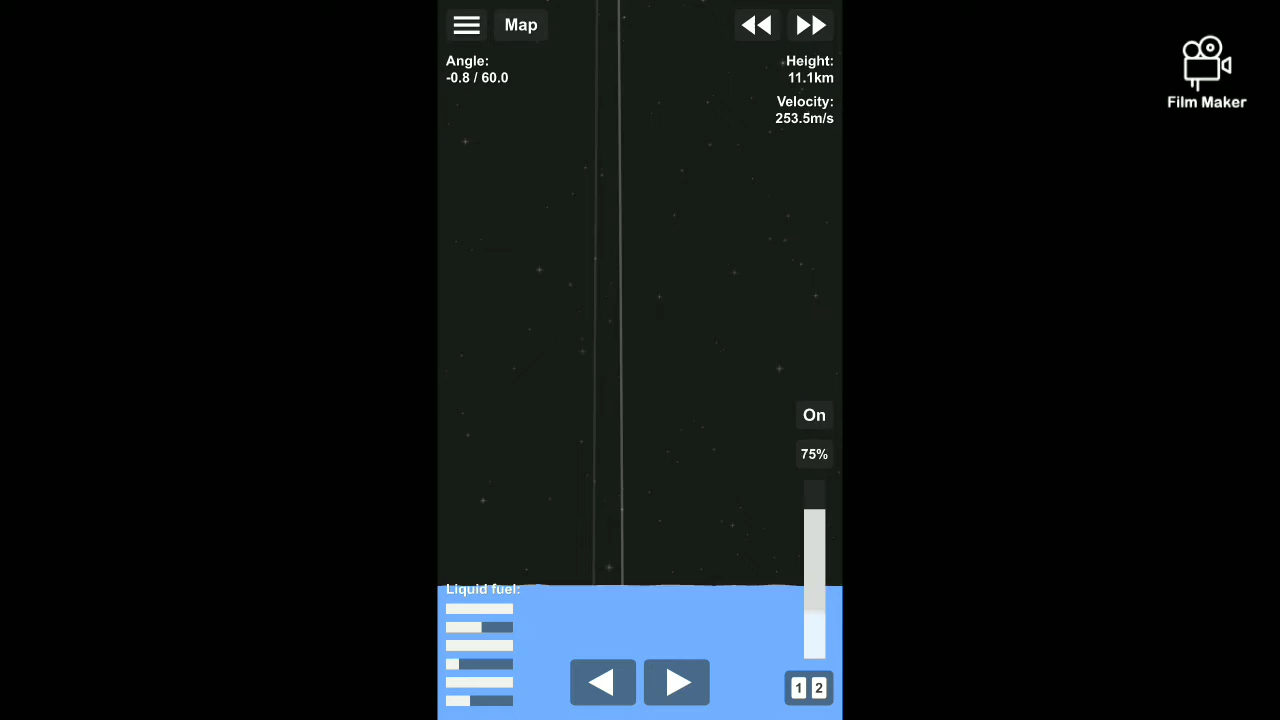 Map
Angle:
-0.8 / 60.0
Height:
11.1km
Velocity:
253.5m/s
Film Maker
On
75%
Liquid fuel:
1 2